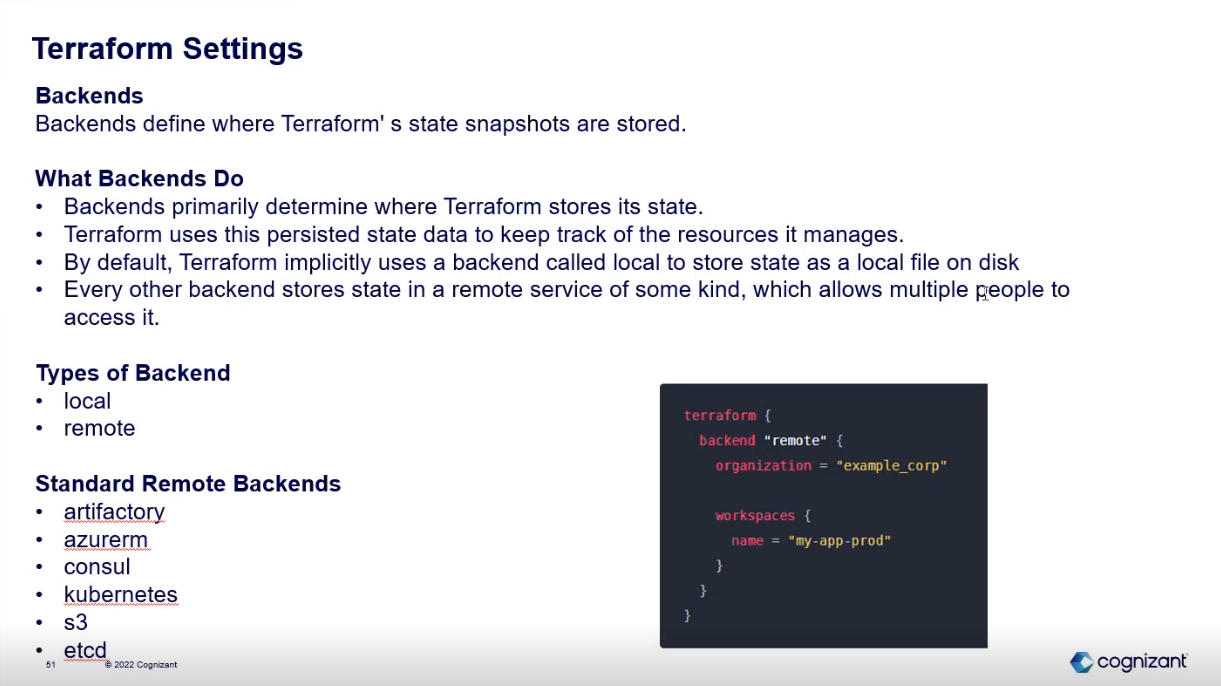 Terraform Settings
Backends
Backends define where Terraform' s state snapshots are stored.
What Backends Do
• Backends primarily determine where Terraform stores its state.
• Terraform uses this persisted state data to keep track of the resources it manages.
• By default, Terraform implicitly uses a backend called local to store state as a local file on disk
• Every other backend stores state in a remote service of some kind, which allows multiple people to
access it.
Types of Backend
• local
• remote
Standard Remote Backends
• artifactory
• azurerm
• consul
• kubernetes
• s3
• etcd
terraform {
backend "remote" {
organization = "example_corp"
workspaces {
name = "my-app-prod"
}
}
}
51 © 2022 Cognizant
cognizant